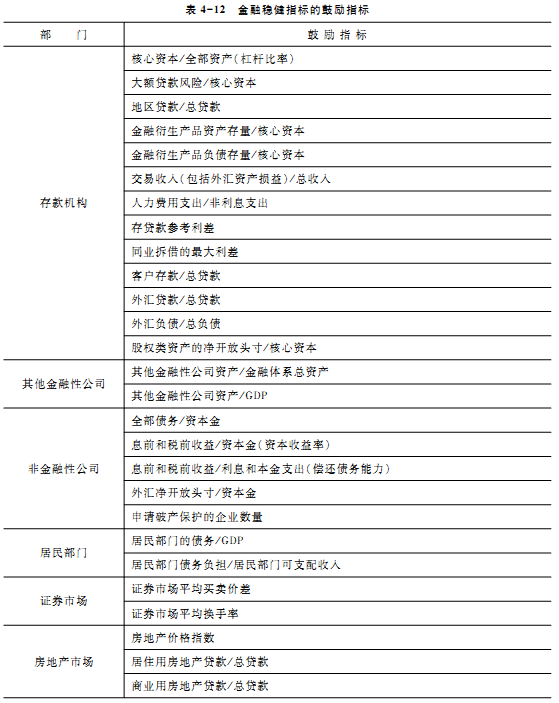 表 4-12 金融稳健指标的鼓励指标
部 门 鼓励指标
核心资本/全部资产(杠杆比率)
大额贷款风险/核心资本
地区贷款/总贷款
金融衍生产品资产存量/核心资本
金融衍生产品负债存量/核心资本
交易收入(包括外汇资产损益)/总收入
存款机构
人力费用支出/非利息支出
存贷款参考利差
同业拆借的最大利差
客户存款/总贷款
外汇贷款/总贷款
外汇负债/总负债
股权类资产的净开放头寸/核心资本
其他金融性公司
其他金融性公司资产/金融体系总资产
其他金融性公司资产/GDP
非金融性公司
全部债务/资本金
息前和税前收益/资本金(资本收益率)
息前和税前收益/利息和本金支出(偿还债务能力)
外汇净开放头寸/资本金
申请破产保护的企业数量
居民部门
居民部门的债务/GDP
居民部门债务负担/居民部门可支配收入
证券市场
证券市场平均买卖价差
证券市场平均换手率
房地产市场
房地产价格指数
居住用房地产贷款/总贷款
商业用房地产贷款/总贷款